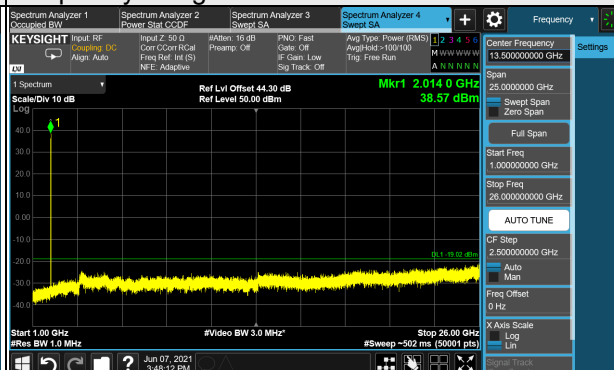 Spectrum Analyzer 1
Occupied BW
Spectrum Analyzer 2
Power Stat CCDF
Spectrum Analyzer 3
Swept SA
Spectrum Analyzer 4
Swept SA
+
Frequency
KEYSIGHT
Input: RF
Coupling: DC
Align: Auto
Input Z: 50 Ω
Corr CCorr RCal
Freq Ref: Int (S)
NFE: Adaptive
#Atten: 16 dB
Preamp: Off
PNO: Fast
Gate: Off
IF Gain: Low
Sig Track: Off
Avg Type: Power (RMS)
Avg|Hold:>100/100
Trig: Free Run
1 2 3 4 5 6
M W W W W W
A N N N N N
LXI
1 Spectrum
Scale/Div 10 dB
Log
Ref Lvl Offset 44.30 dB
Ref Level 50.00 dBm
Mkr1 2.014 0 GHz
38.57 dBm
1
40.0
30.0
20.0
10.0
0.00
-10.0
-20.0
-30.0
-40.0
DL1 -19.02 dBm
Start 1.00 GHz
#Res BW 1.0 MHz
#Video BW 3.0 MHz*
Stop 26.00 GHz
#Sweep ~502 ms (50001 pts)
?
Jun 07, 2021
3:48:12 PM
Center Frequency
13.500000000 GHz
Settings
Span
25.0000000 GHz
Swept Span
Zero Span
Full Span
Start Freq
1.000000000 GHz
Stop Freq
26.000000000 GHz
AUTO TUNE
CF Step
2.500000000 GHz
Auto
Man
Freq Offset
0 Hz
X Axis Scale
Log
Lin
Signal Track